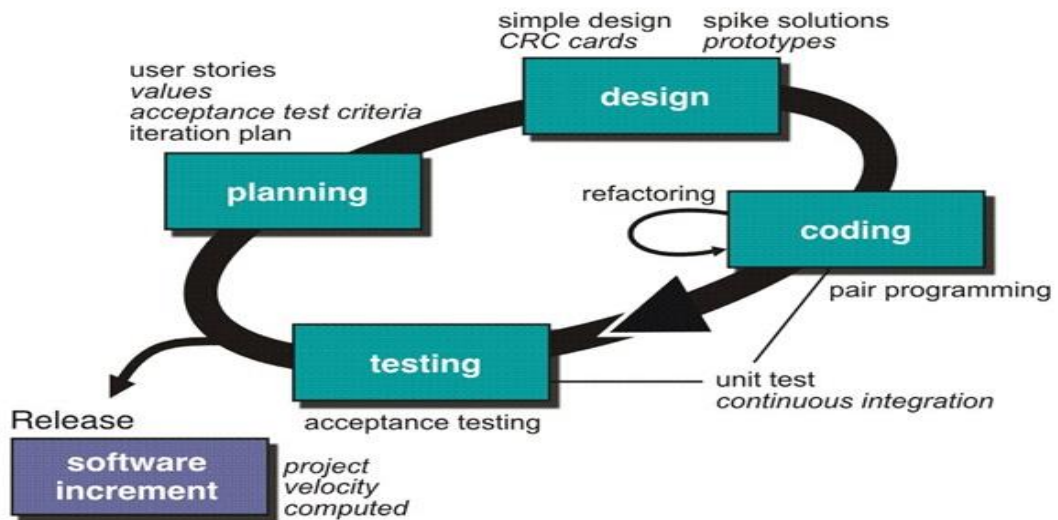 simple design
CRC cards
spike solutions
prototypes
design
user stories
values
acceptance test criteria
iteration plan
planning
refactoring
coding
pair programming
testing
acceptance testing
unit test
continuous integration
Release
software
increment
project
velocity
computed